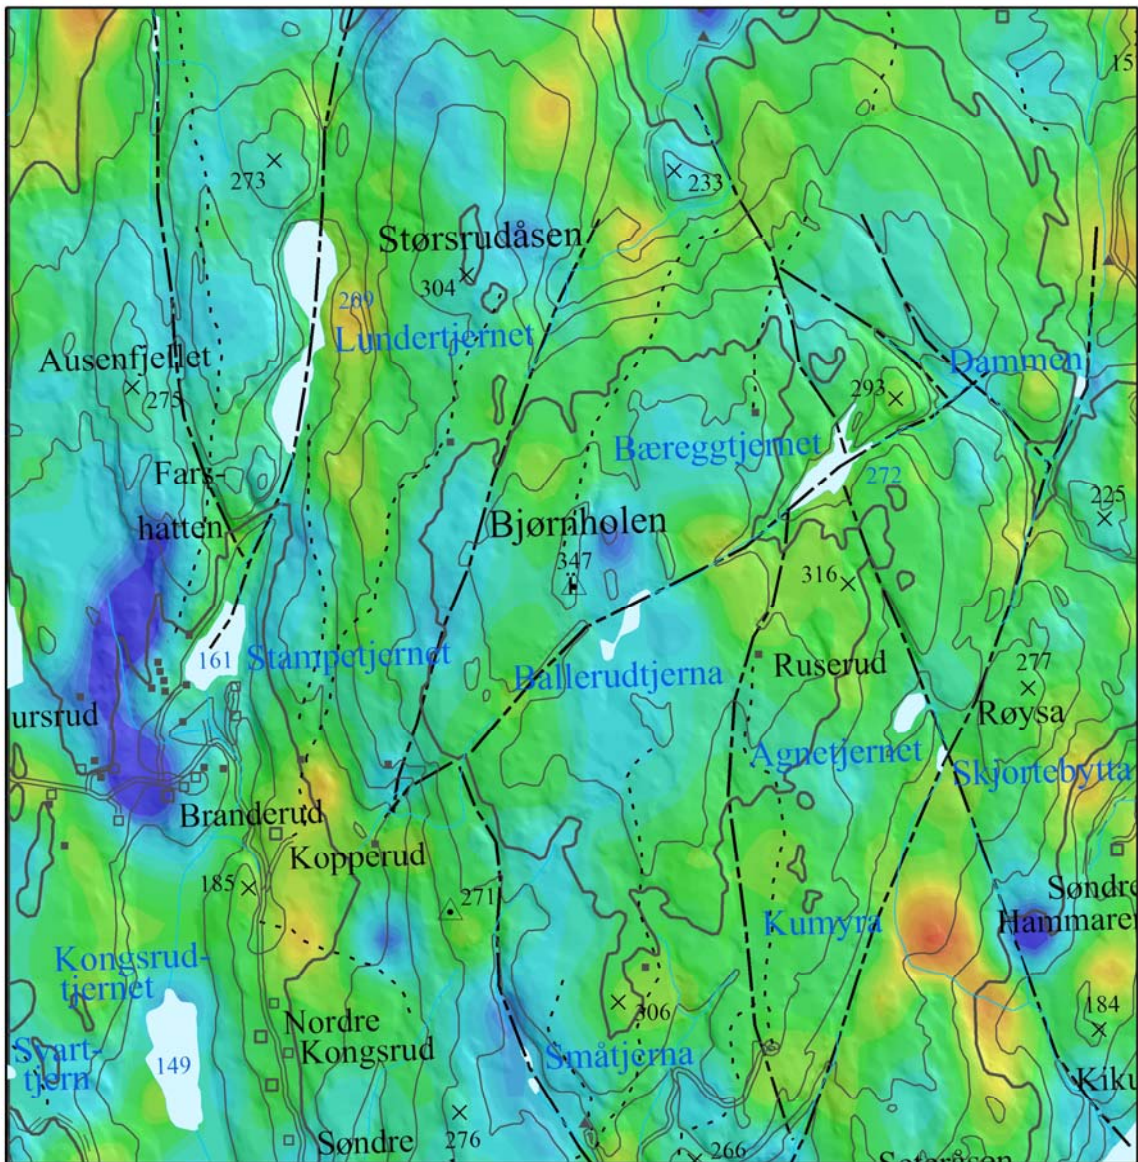 15
273
233
Størsrudåsen
304
209
Lundertjernet
Ausenfjellet
275
Dammen
293
Bæreggtjernet
272
Fars-
hatten
Bjørnholen
347
225
316
161
Stampetjernet
Ballerudtjerna
Ruserud
277
ursrud
Røysa
Agnetjernet
Skjortebytta
Branderud
Kopperud
185
271
Søndre
Hammaren
Kumyra
Kongsrud-
tjernet
306
184
Nordre
Kongsrud
Svart-
tjern
149
Småtjerna
Kiku
276
Søndre
266